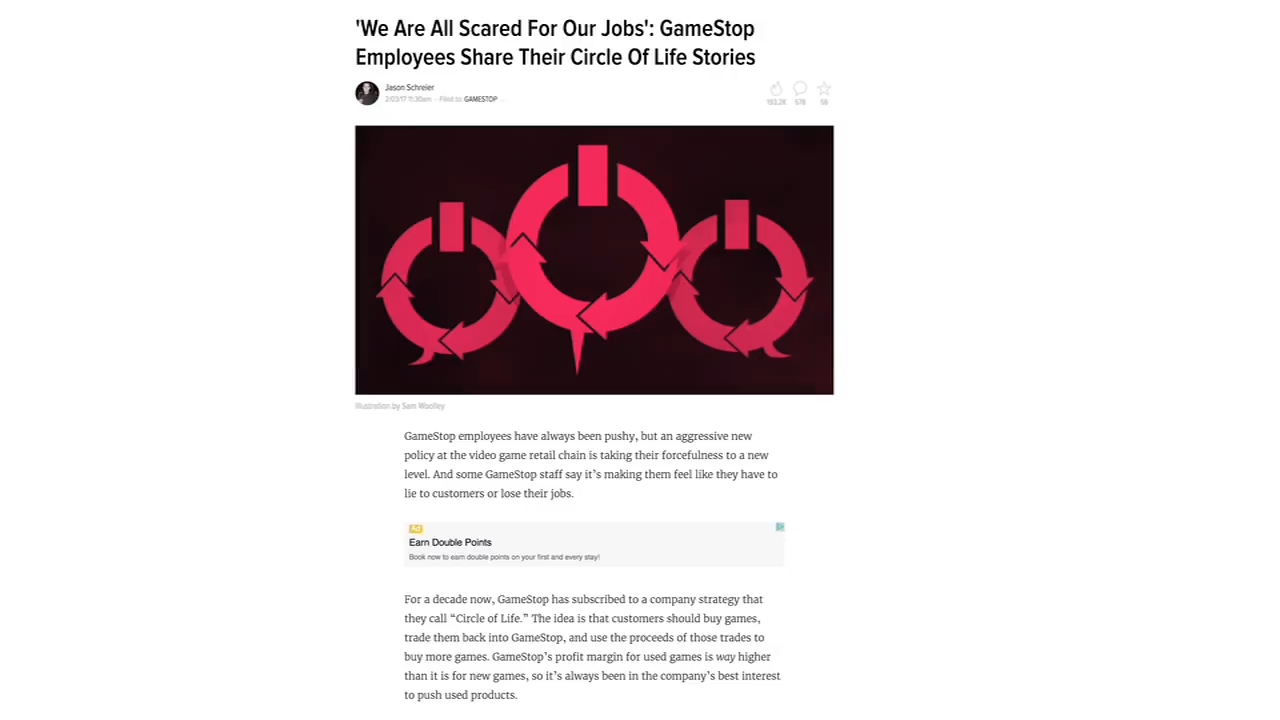 'We Are All Scared For Our Jobs': GameStop
Employees Share Their Circle Of Life Stories
Jason Schreier
2/03/17 11:30am · Filed to: GAMESTOP
193.2K 578 58
Illustration by Sam Woolley
GameStop employees have always been pushy, but an aggressive new
policy at the video game retail chain is taking their forcefulness to a new
level. And some GameStop staff say it's making them feel like they have to
lie to customers or lose their jobs.
Ad
Earn Double Points
Book now to earn double points on your first and every stay!
For a decade now, GameStop has subscribed to a company strategy that
they call “Circle of Life.” The idea is that customers should buy games,
trade them back into GameStop, and use the proceeds of those trades to
buy more games. GameStop's profit margin for used games is way higher
than it is for new games, so it's always been in the company's best interest
to push used products.